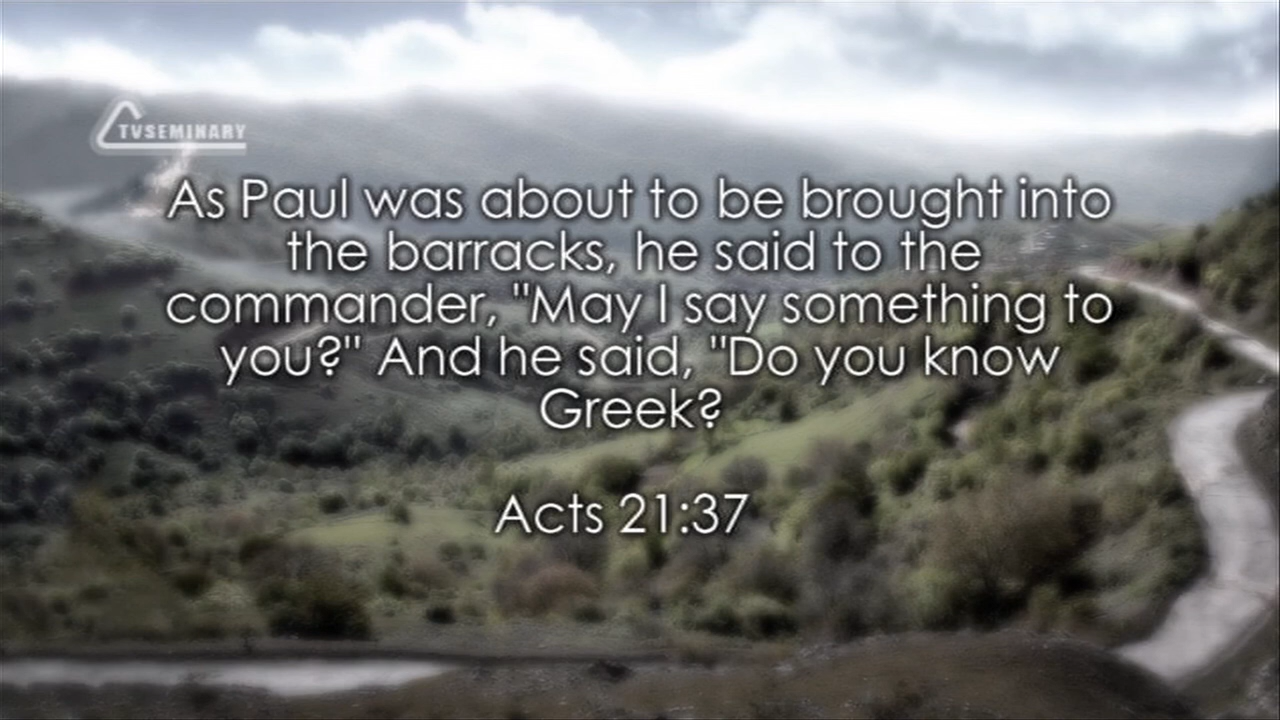 TVSEMINARY
As Paul was about to be brought into
the barracks, he said to the
commander, "May I say something to
you?" And he said, "Do you know
Greek?
Acts 21:37